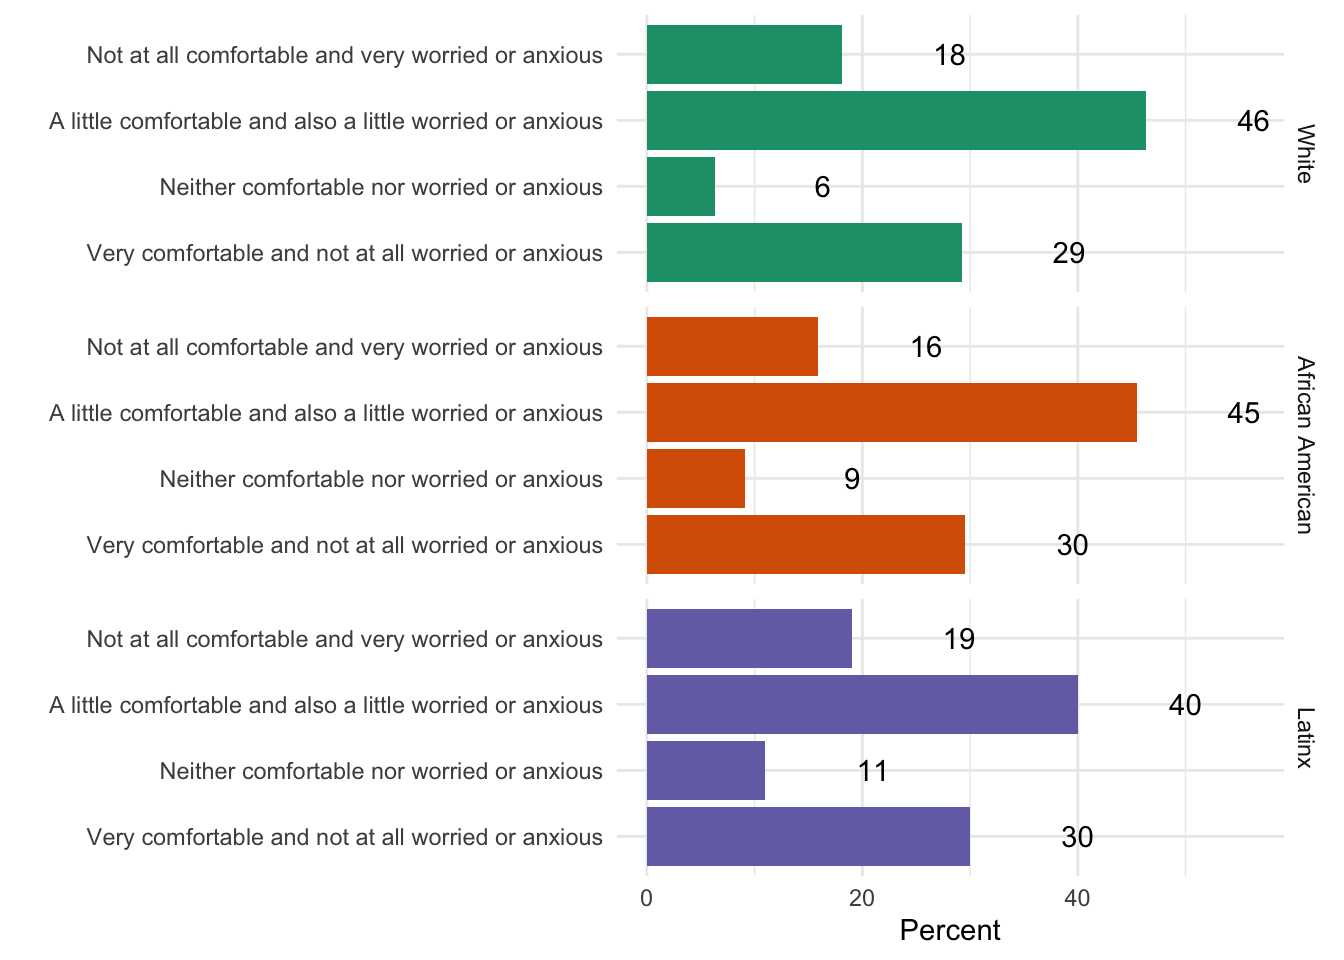 Not at all comfortable and very worried or anxious 18
A little comfortable and also a little worried or anxious 46
Neither comfortable nor worried or anxious 6
Very comfortable and not at all worried or anxious 29
White
Not at all comfortable and very worried or anxious 16
A little comfortable and also a little worried or anxious 45
Neither comfortable nor worried or anxious 9
Very comfortable and not at all worried or anxious 30
African American
Not at all comfortable and very worried or anxious 19
A little comfortable and also a little worried or anxious 40
Neither comfortable nor worried or anxious 11
Very comfortable and not at all worried or anxious 30
Latinx
0 20 40
Percent